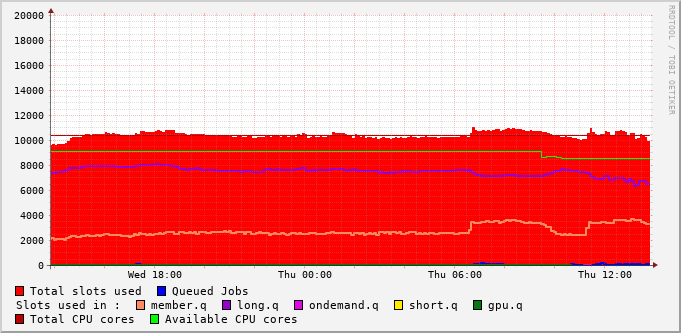 20000
18000
16000
14000
12000
10000
8000
6000
4000
2000
0
Wed 18:00 Thu 00:00 Thu 06:00 Thu 12:00
Total slots used Queued Jobs
Slots used in : member.q long.q ondemand.q short.q gpu.q
Total CPU cores Available CPU cores
RRDTOOL / TOBI OETIKER